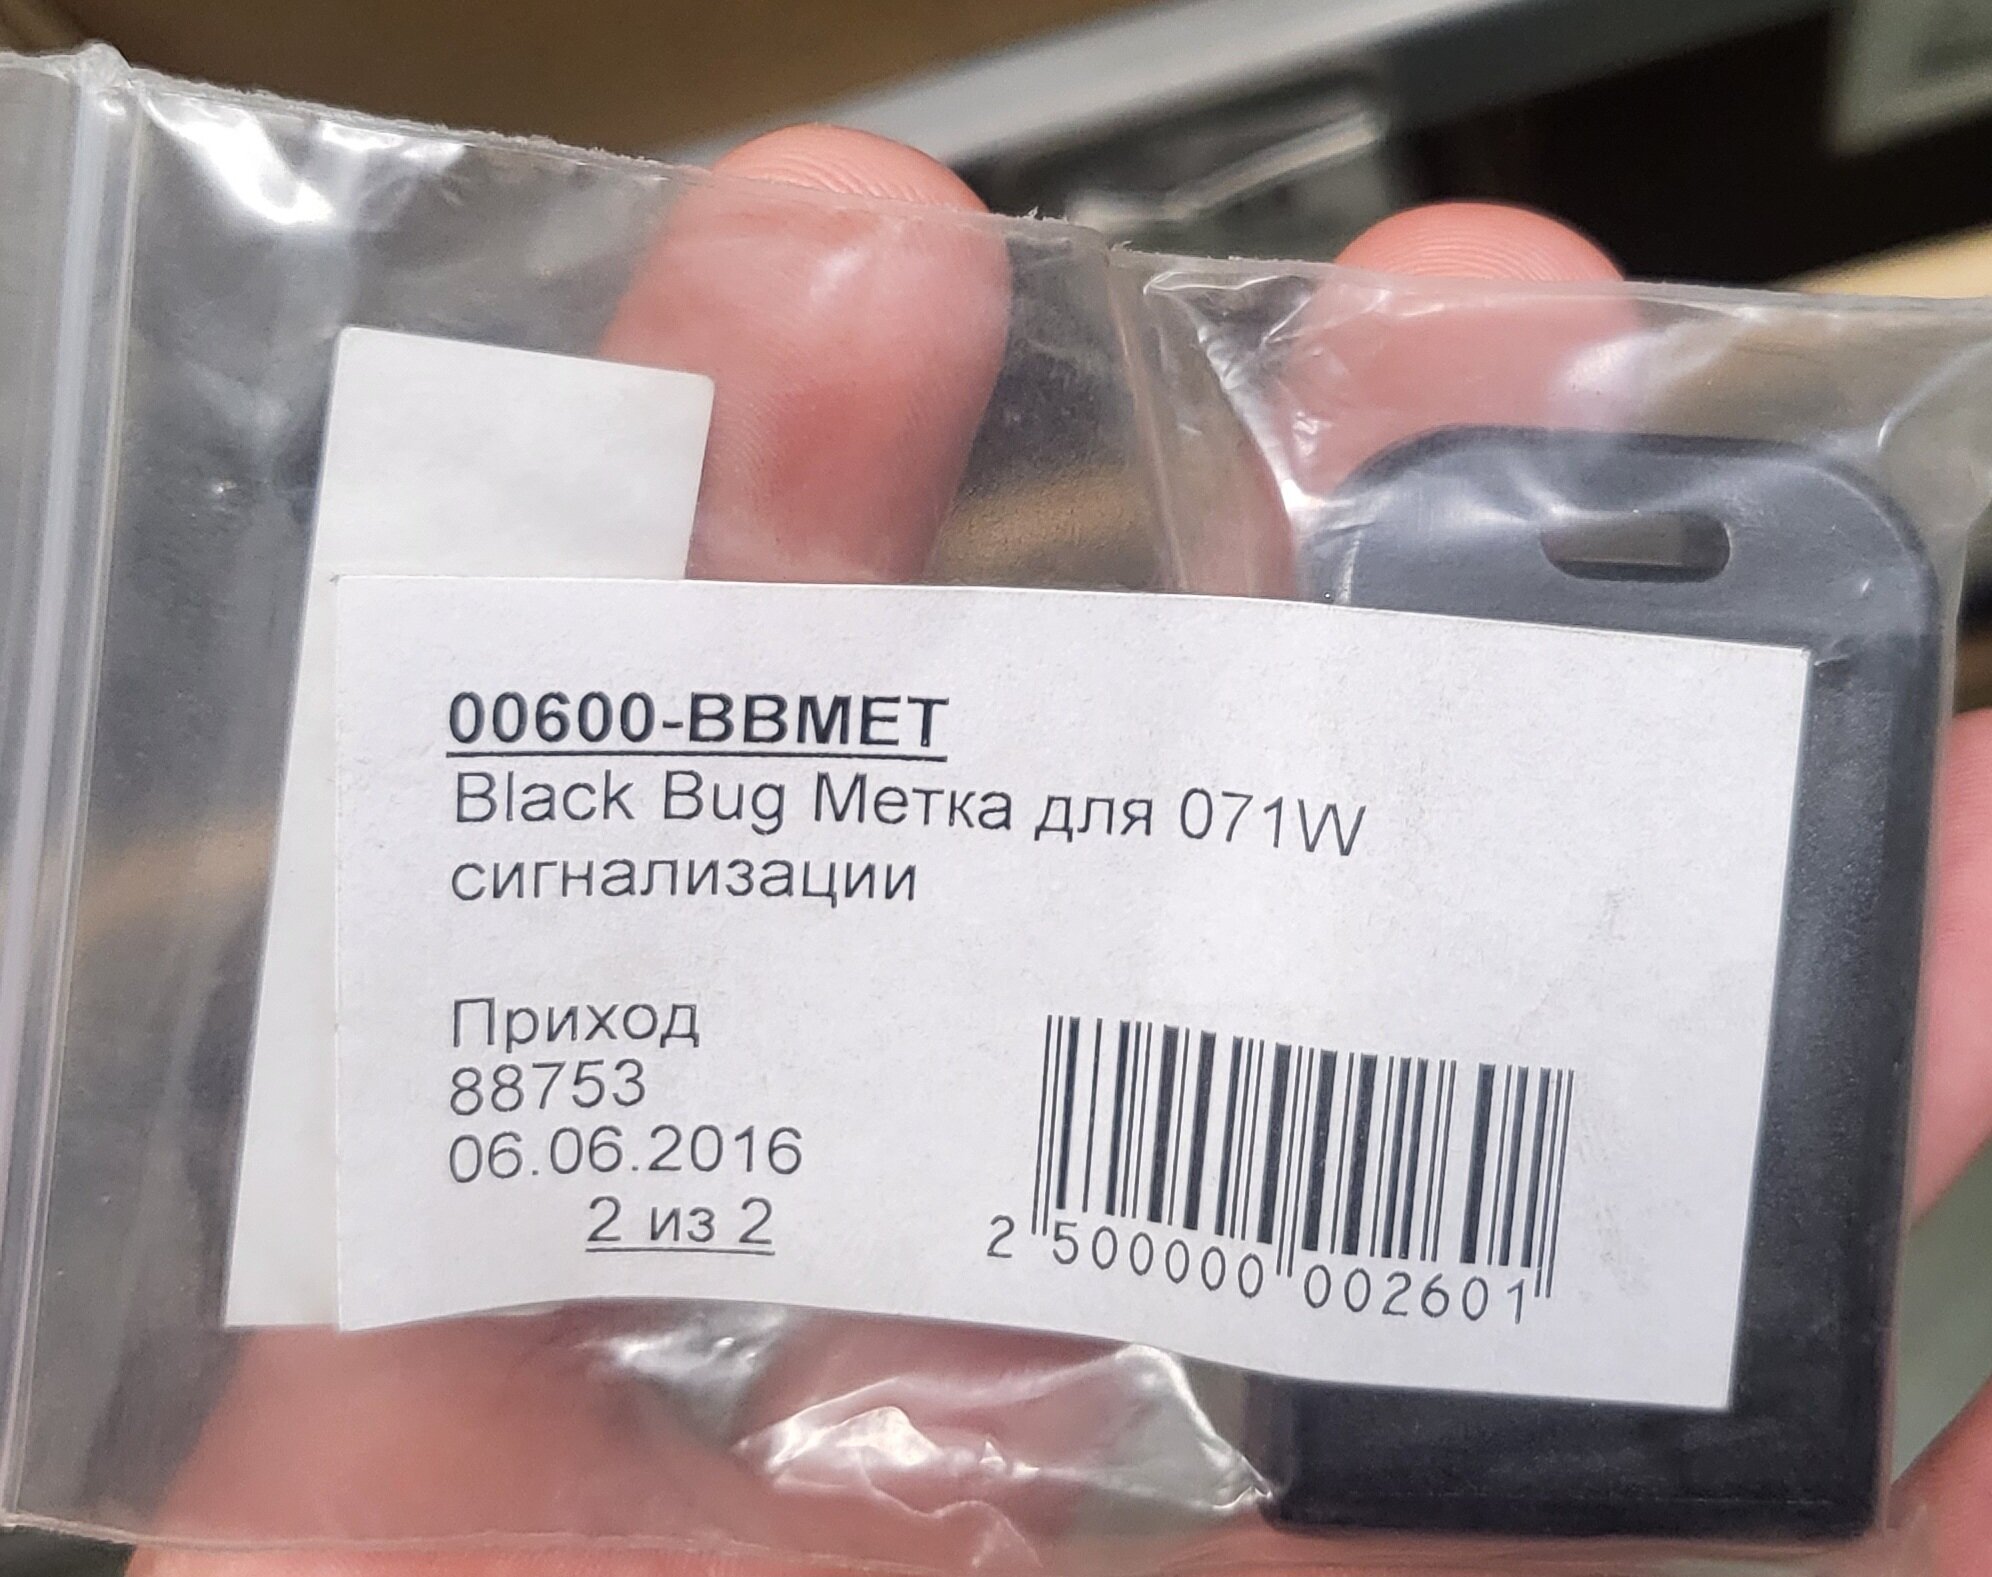 00600-BBMET
Black Bug Метка для 071W
сигнализации
Приход
88753
06.06.2016
2 из 2
2 500000 002601